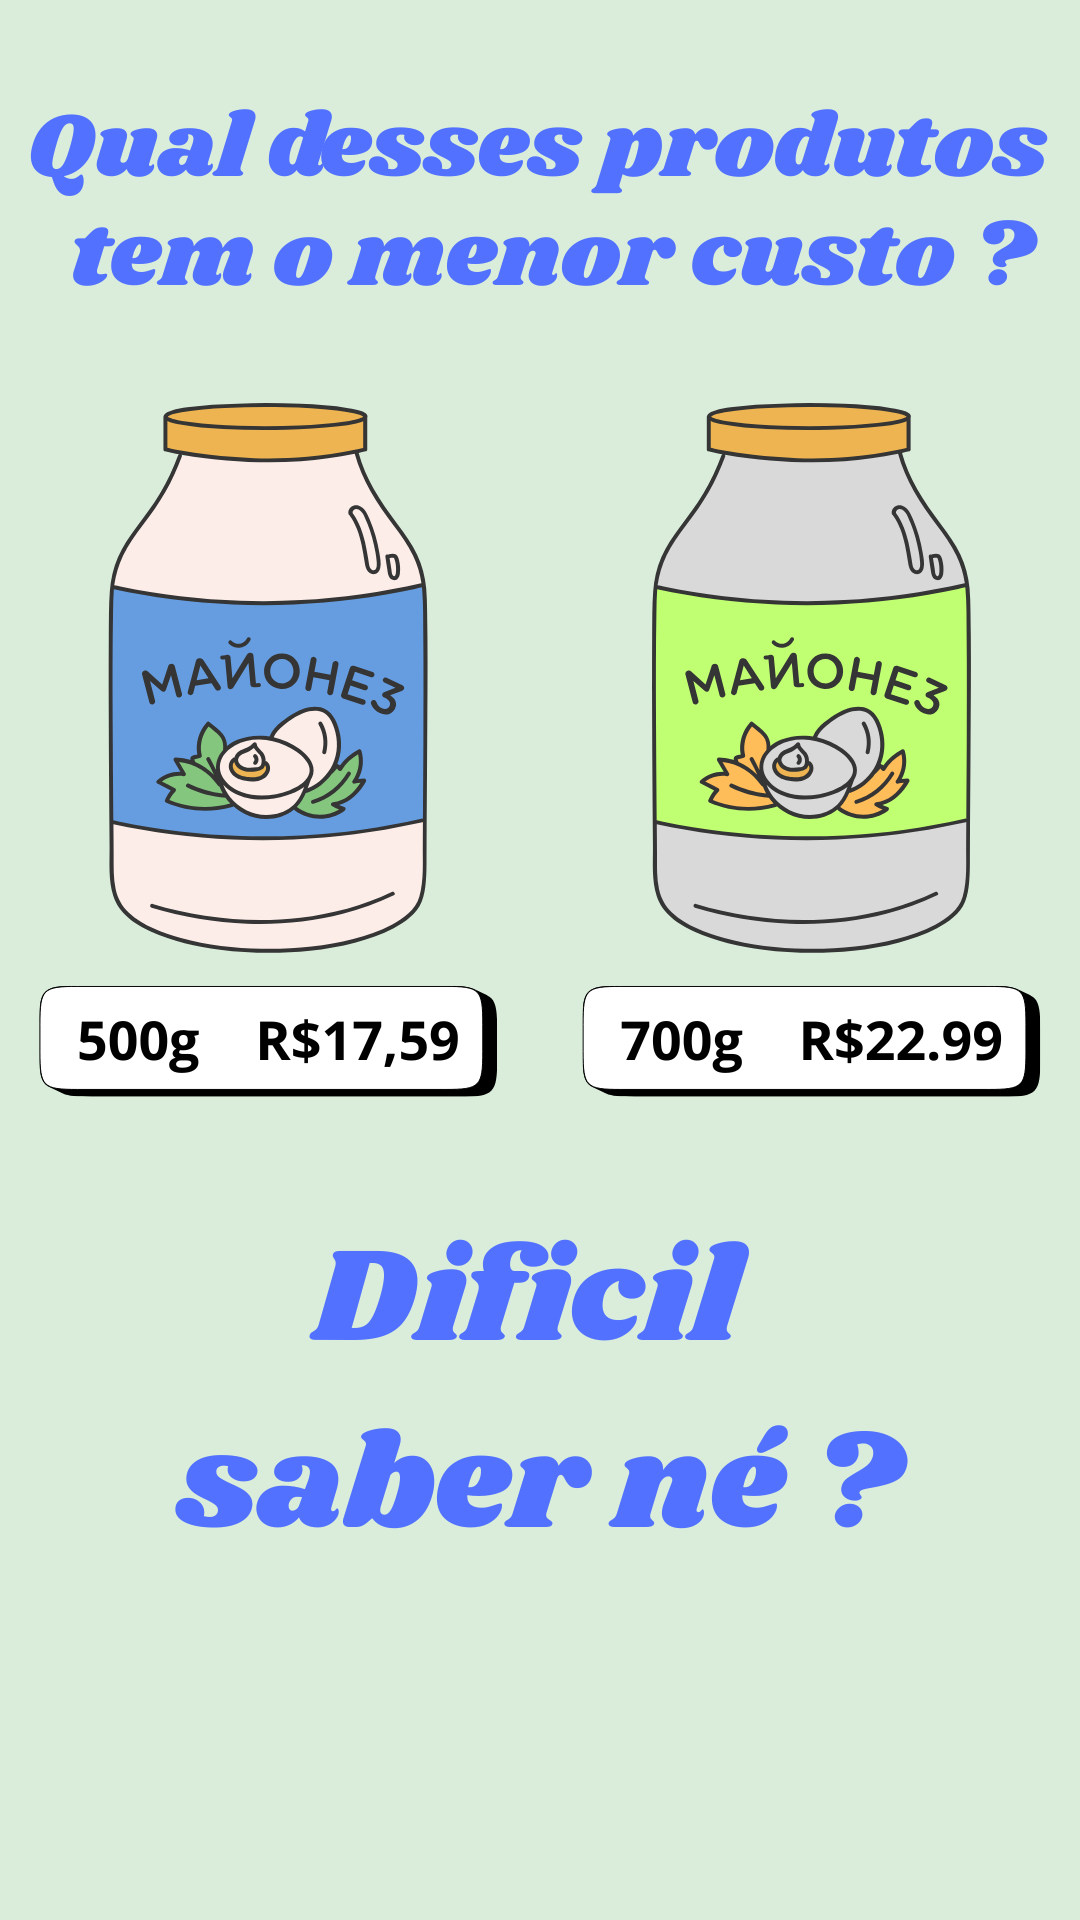 Qual desses produtos
tem o menor custo ?
МАЙОНЕЗ
МАЙОНЕЗ
500g R$17,59
700g R$22.99
Dificil
saber né ?